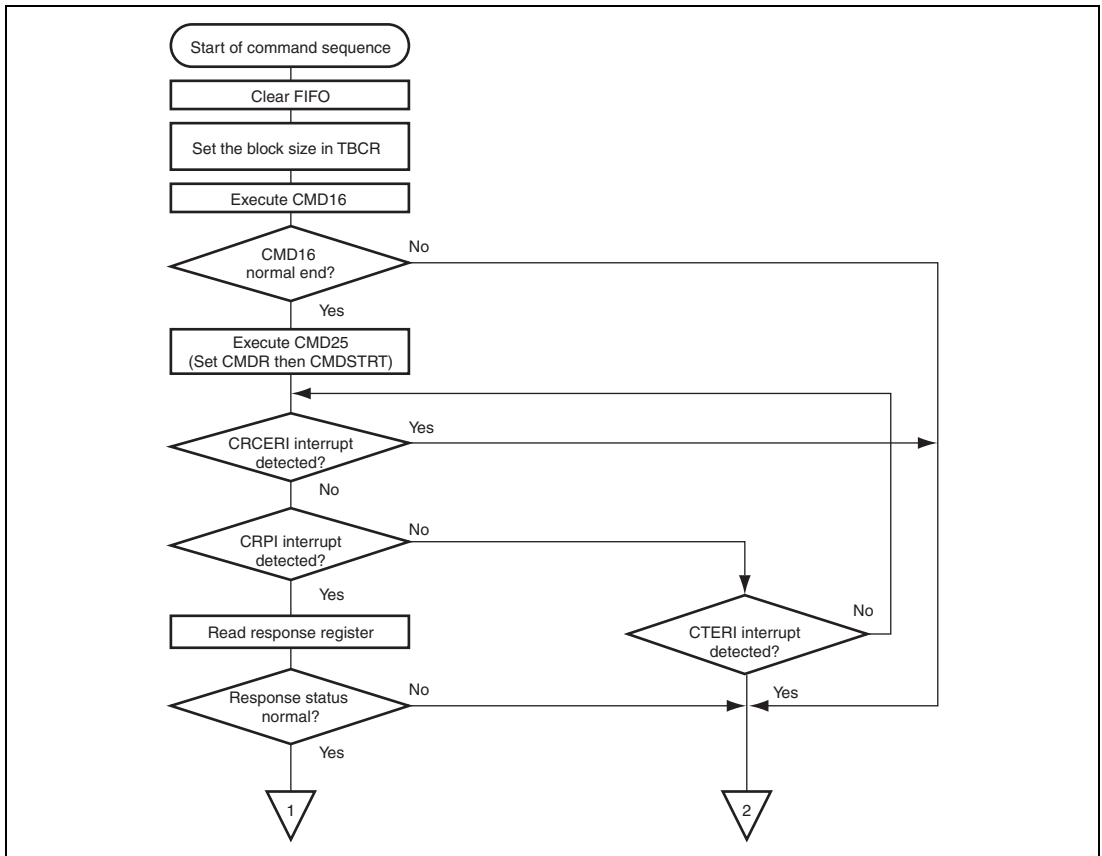 Start of command sequence
Clear FIFO
Set the block size in TBCR
Execute CMD16
CMD16
normal end?
No
Yes
Execute CMD25
(Set CMDR then CMDSTRT)
CRCERI interrupt
detected?
Yes
No
CRPI interrupt
detected?
No
Yes
Read response register
CTERI interrupt
detected?
No
Yes
Response status
normal?
No
Yes
1
2